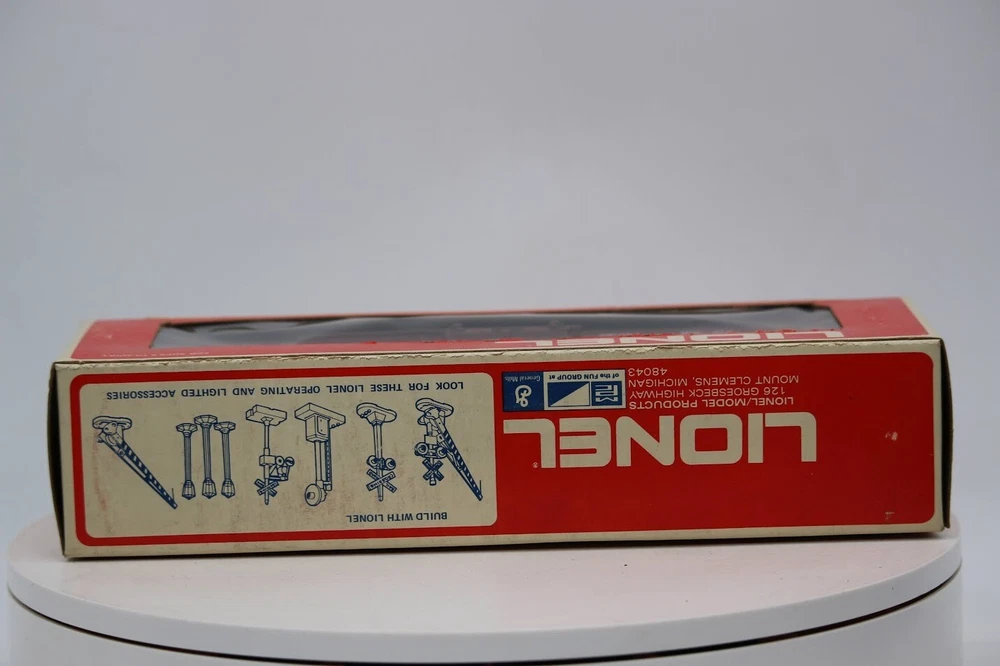 LIONEL
LIONEL®
LIONEL/MODEL PRODUCTS
126 GROESBECK HIGHWAY
MOUNT CLEMENS, MICHIGAN
48043
MPC
of the FUN GROUP at
General Mills
BUILD WITH LIONEL
LOOK FOR THESE LIONEL OPERATING AND LIGHTED ACCESSORIES